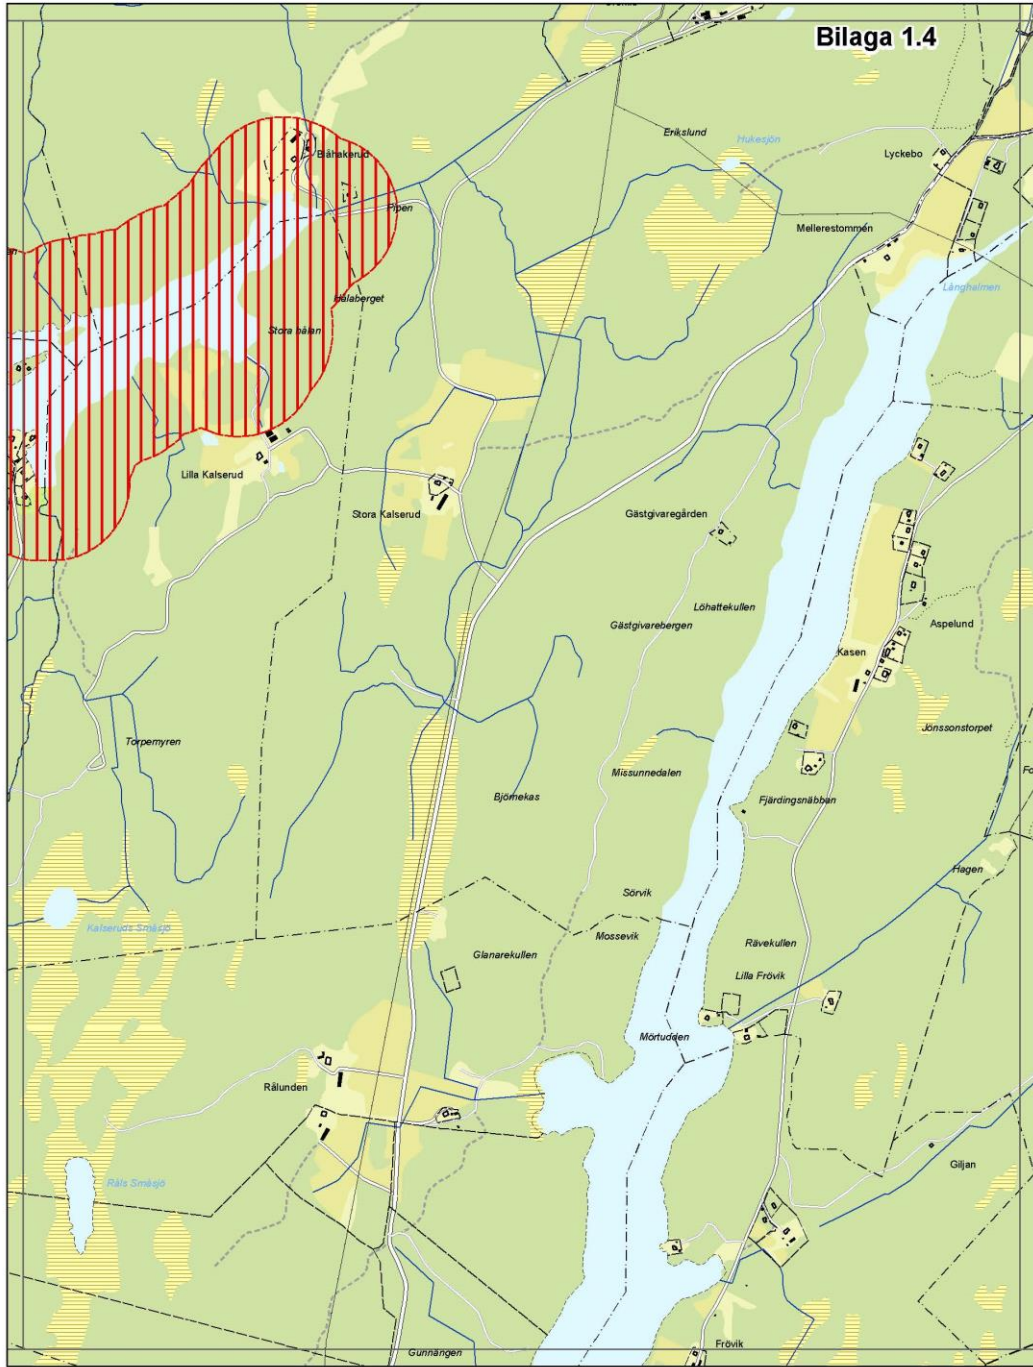 Bilaga 1.4
Erikslund
Hukesjön
Lyckebo
Blåhakerud
Pipen
Mellerestommen
Långhalmen
Hålaberget
Stora hålan
Lilla Kalserud
Stora Kalserud
Gästgivaregården
Löhattekullen
Gästgivarebergen
Aspelund
Kasen
Jönssonstorpet
Torpemyren
Missunnedalen
Björnekas
Fjärdingsnäbban
Hagen
Sörvik
Kalseruds Småsjö
Mossevik
Rävekullen
Glanarekullen
Lilla Frövik
Mörtudden
Rålunden
Giljan
Råls Småsjö
Frövik
Gunnängen